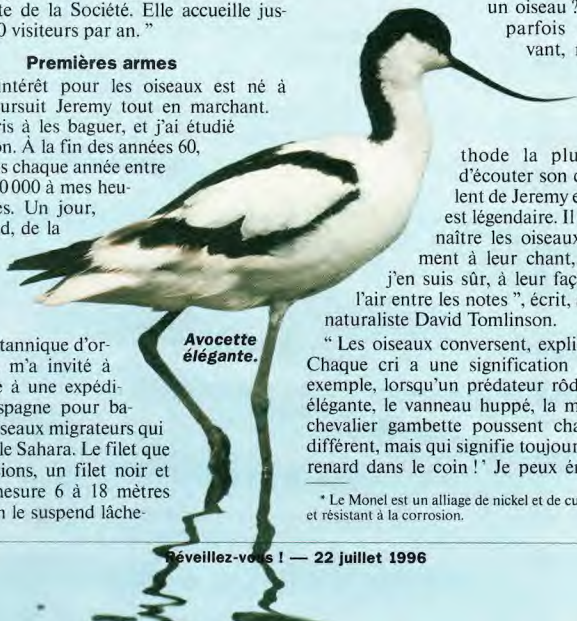 te de la Société. Elle accueille jus-
0 visiteurs par an. ”
Premières armes
intérêt pour les oiseaux est né à
oursuit Jeremy tout en marchant.
ris à les baguer, et j'ai étudié
on. À la fin des années 60,
s chaque année entre
0 000 à mes heu-
es. Un jour,
d, de la
tannique d'or-
m'a invité à
e à une expédi-
spagne pour ba-
seaux migrateurs qui
le Sahara. Le filet que
sions, un filet noir et
mesure 6 à 18 mètres
n le suspend lâche-
Avocette
élégante.
un oiseau ?
parfois
vant,
thode la plu
d'écouter son
lent de Jeremy e
est légendaire. Il
naître les oiseaux
ment à leur chant,
j'en suis sûr, à leur faç
l'air entre les notes ”, écrit,
naturaliste David Tomlinson.
“ Les oiseaux conversent, expli
Chaque cri a une signification
exemple, lorsqu'un prédateur rôd
élégante, le vanneau huppé, la m
chevalier gambette poussent cha
différent, mais qui signifie toujour
renard dans le coin ! ’ Je peux é
* Le Monel est un alliage de nickel et de cu
et résistant à la corrosion.
Réveillez-vous ! — 22 juillet 1996